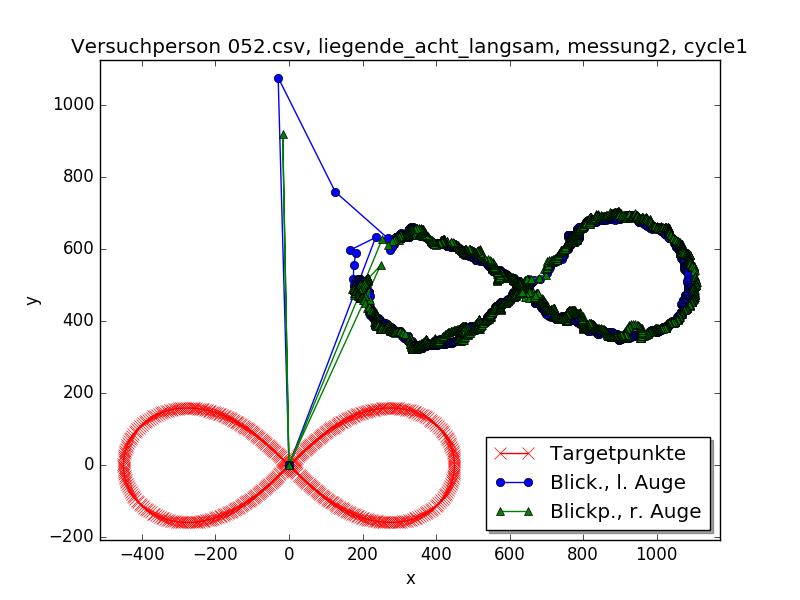 Versuchperson 052.csv, liegende_acht_langsam, messung2, cycle1
1000
800
600
400
200
0
−200
y
−400
−200
0
200
400
600
800
1000
x
Targetpunkte
Blick., l. Auge
Blickp., r. Auge